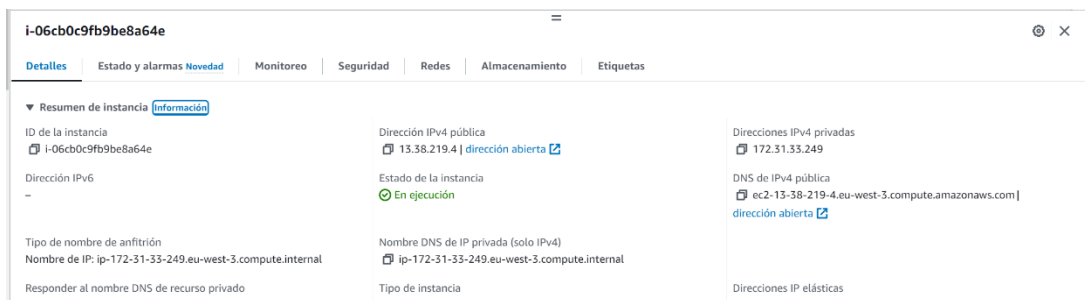 i-06cb0c9fb9be8a64e
Detalles Estado y alarmas Novedad Monitoreo Seguridad Redes Almacenamiento Etiquetas
▼ Resumen de instancia Información
ID de la instancia
i-06cb0c9fb9be8a64e
Dirección IPv4 pública
13.38.219.4 | dirección abierta
Direcciones IPv4 privadas
172.31.33.249
Dirección IPv6
–
Estado de la instancia
En ejecución
DNS de IPv4 pública
ec2-13-38-219-4.eu-west-3.compute.amazonaws.com |
dirección abierta
Tipo de nombre de anfitrión
Nombre de IP: ip-172-31-33-249.eu-west-3.compute.internal
Nombre DNS de IP privada (solo IPv4)
ip-172-31-33-249.eu-west-3.compute.internal
Responder al nombre DNS de recurso privado
Tipo de instancia
Direcciones IP elásticas